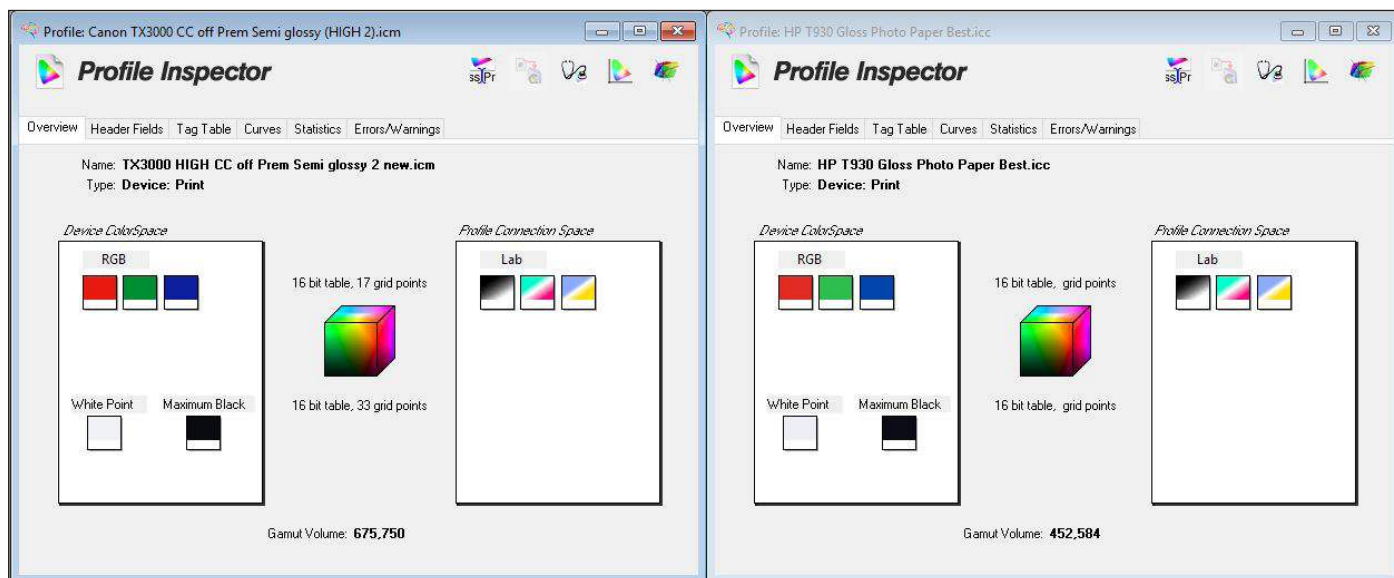 Profile: Canon TX3000 CC off Prem Semi glossy (HIGH 2).icm
Profile Inspector
ss Pr
Overview Header Fields Tag Table Curves Statistics Errors/Warnings
Name: TX3000 HIGH CC off Prem Semi glossy 2 new.icm
Type: Device: Print
Device ColorSpace
Profile Connection Space
RGB
Lab
16 bit table, 17 grid points
White Point Maximum Black
16 bit table, 33 grid points
Gamut Volume: 675,750
Profile: HP T930 Gloss Photo Paper Best.icc
Profile Inspector
ss Pr
Overview Header Fields Tag Table Curves Statistics Errors/Warnings
Name: HP T930 Gloss Photo Paper Best.icc
Type: Device: Print
Device ColorSpace
Profile Connection Space
RGB
Lab
16 bit table, grid points
White Point Maximum Black
16 bit table, grid points
Gamut Volume: 452,584